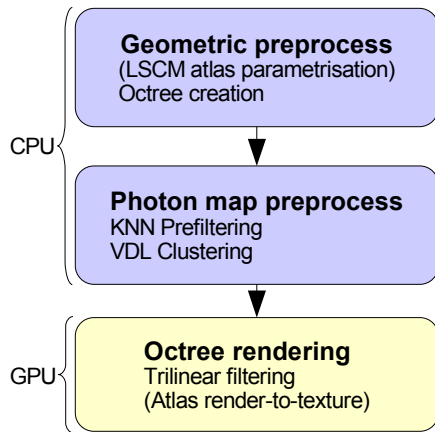 Geometric preprocess
(LSCM atlas parametrisation)
Octree creation
CPU
Photon map preprocess
KNN Prefiltering
VDL Clustering
Octree rendering
Trilinear filtering
(Atlas render-to-texture)
GPU